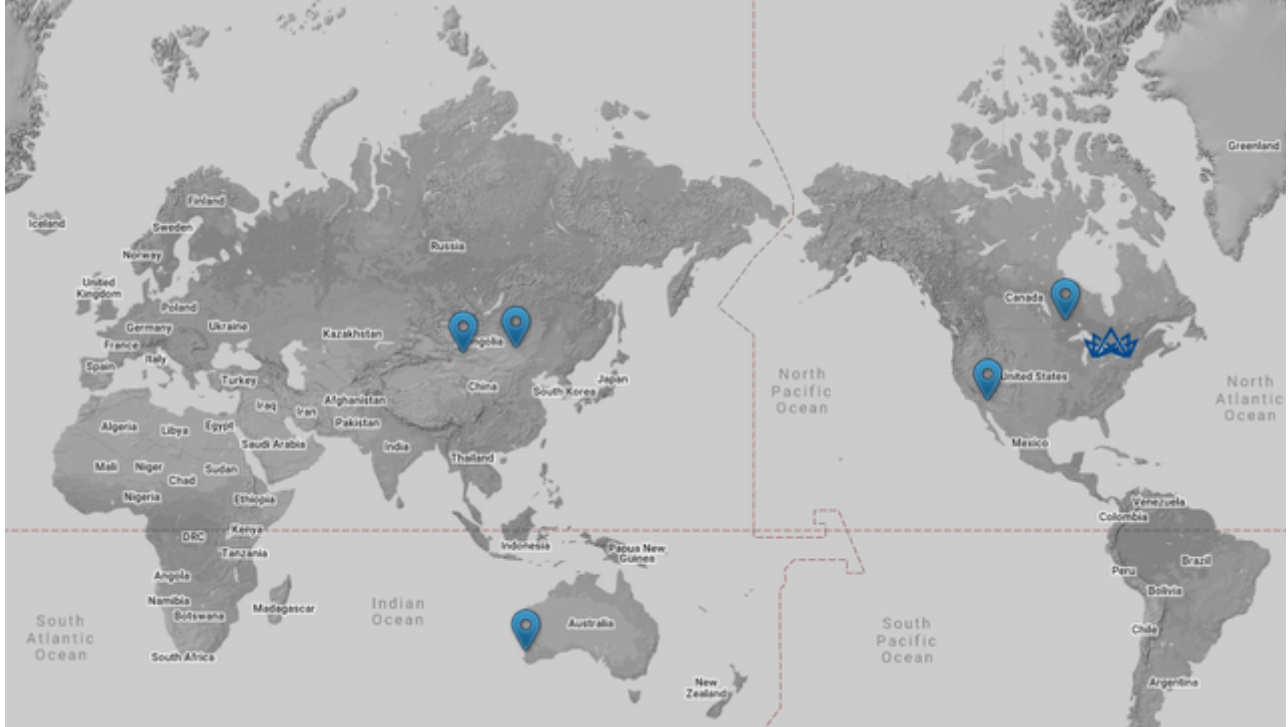 Greenland
Finland
Iceland
Sweden
Russia
Norway
United
Kingdom
Canada
Poland
Germany
Ukraine
Kazakhstan
France
Italy
Spain
Turkey
China
South Korea
Japan
United States
North
Pacific
Ocean
North
Atlantic
Ocean
Iraq
Iran
Afghanistan
Pakistan
Algeria
Libya
Egypt
Saudi Arabia
India
Mexico
Thailand
Mali
Niger
Chad
Sudan
Nigeria
Ethiopia
Venezuela
Colombia
DRC
Kenya
Tanzania
Indonesia
Papua New
Guinea
Peru
Brazil
Angola
Bolivia
Namibia
Botswana
Madagascar
Indian
Ocean
Australia
South
Atlantic
Ocean
South
Pacific
Ocean
Chile
South Africa
New
Zealand
Argentina